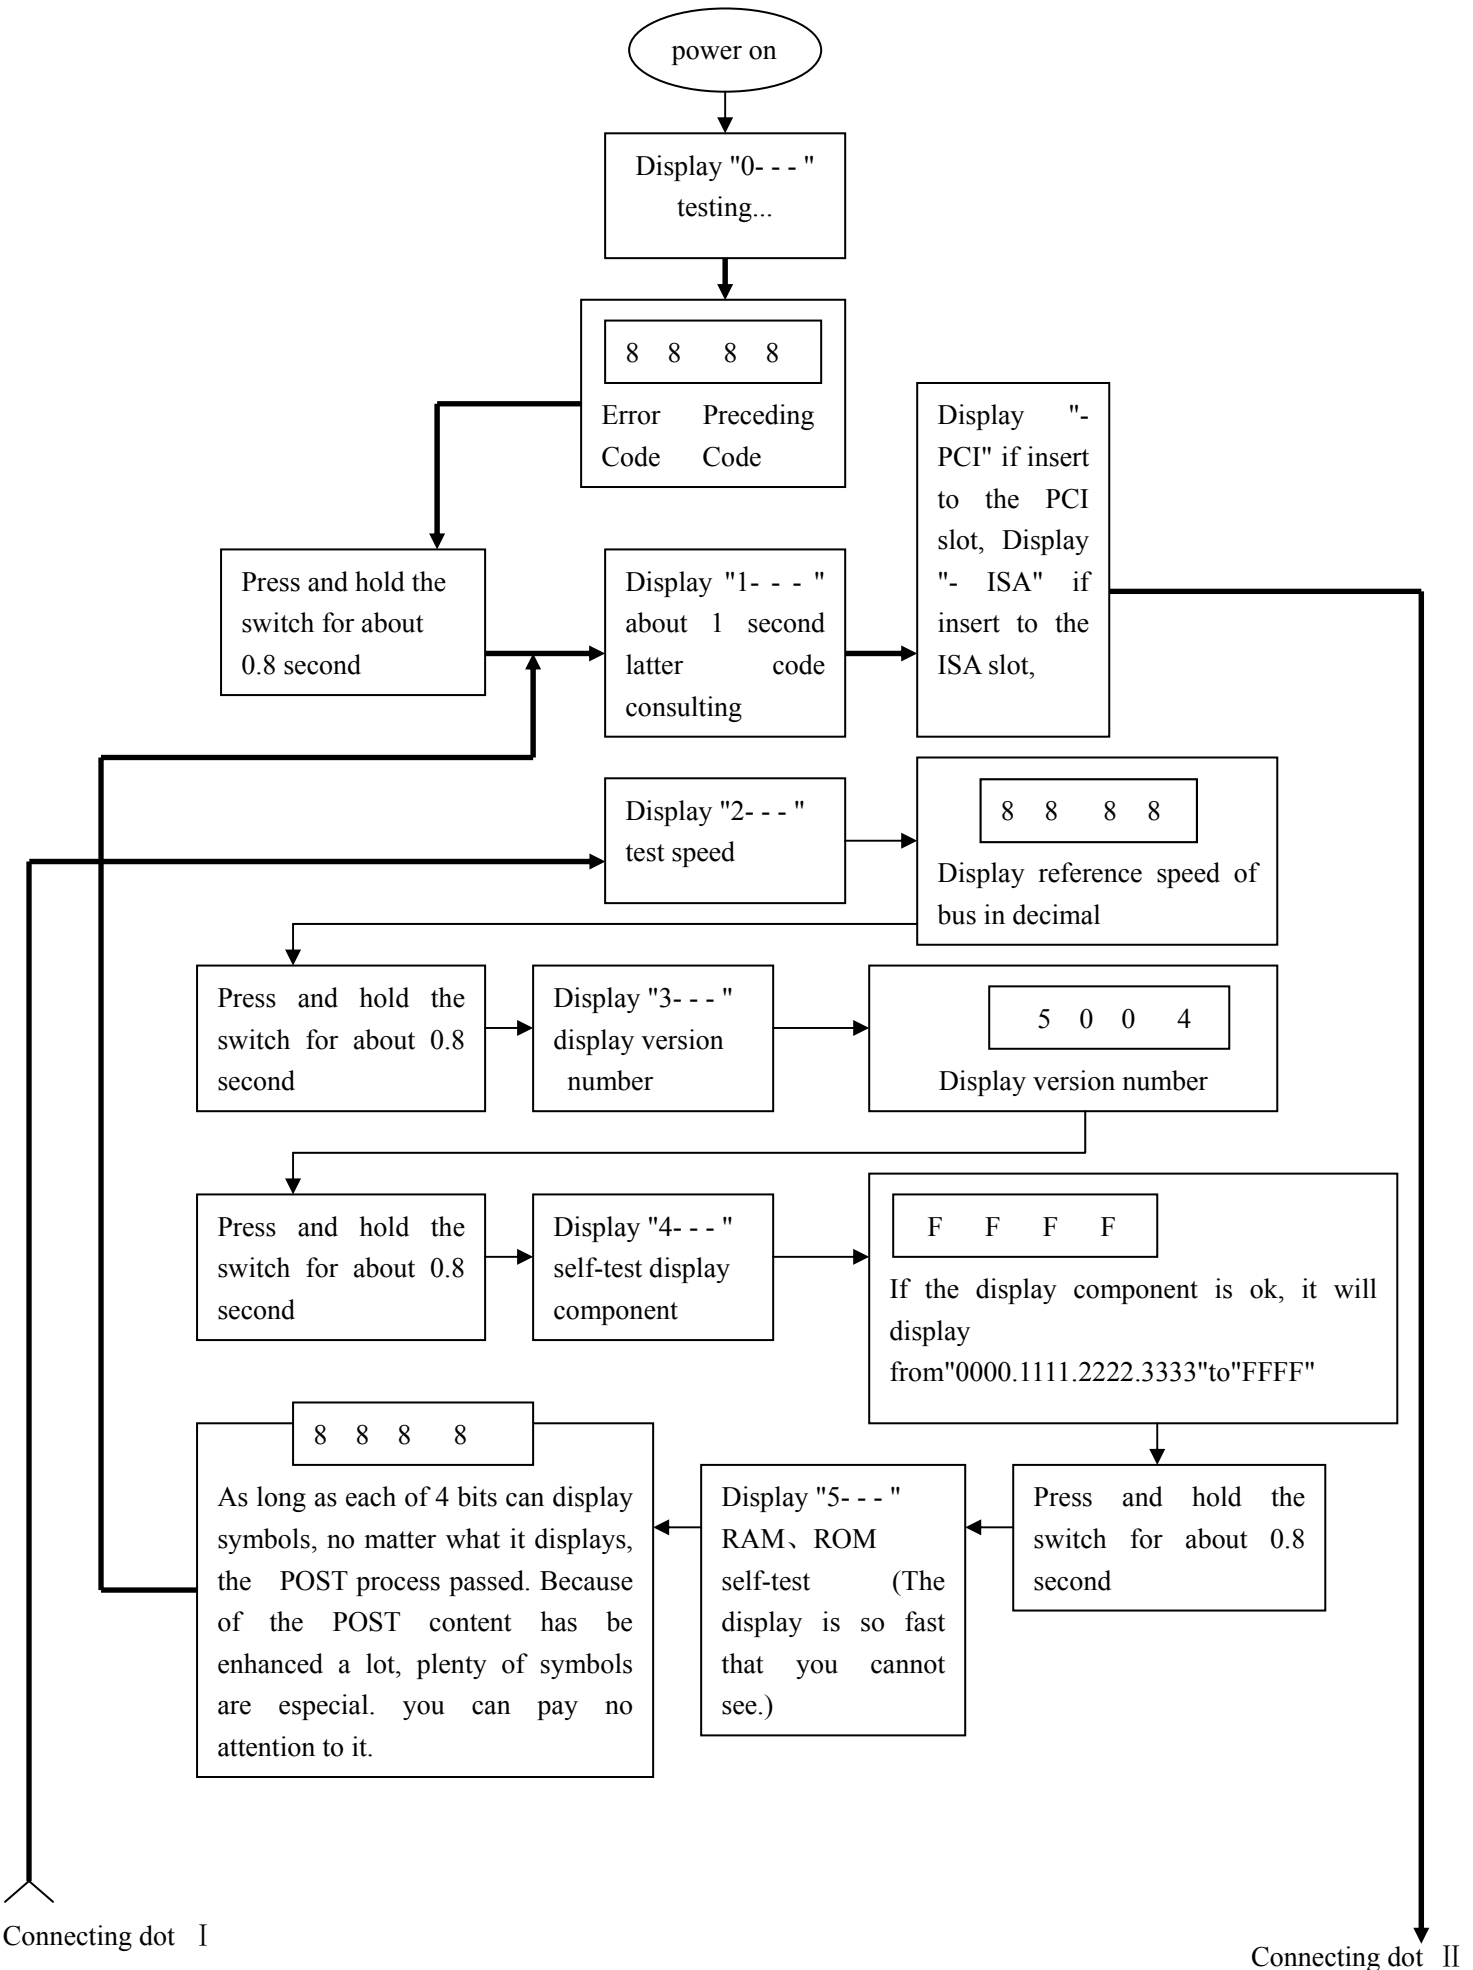 power on
Display "0- - - "
testing...
8 8 8 8
Error Preceding
Code Code
Display "-
PCI" if insert
to the PCI
slot, Display
"- ISA" if
insert to the
ISA slot,
Press and hold the
switch for about
0.8 second
Display "1- - - "
about 1 second
latter code
consulting
Display "2- - - "
test speed
8 8 8 8
Display reference speed of
bus in decimal
Press and hold the
switch for about 0.8
second
Display "3- - - "
display version
number
5 0 0 4
Display version number
Press and hold the
switch for about 0.8
second
Display "4- - - "
self-test display
component
F F F F
If the display component is ok, it will
display
from"0000.1111.2222.3333"to"FFFF"
Press and hold the
switch for about 0.8
second
Display "5- - - "
RAM、ROM
self-test (The
display is so fast
that you cannot
see.)
8 8 8 8
As long as each of 4 bits can display
symbols, no matter what it displays,
the POST process passed. Because
of the POST content has be
enhanced a lot, plenty of symbols
are especial. you can pay no
attention to it.
Connecting dot Ⅰ
Connecting dot Ⅱ